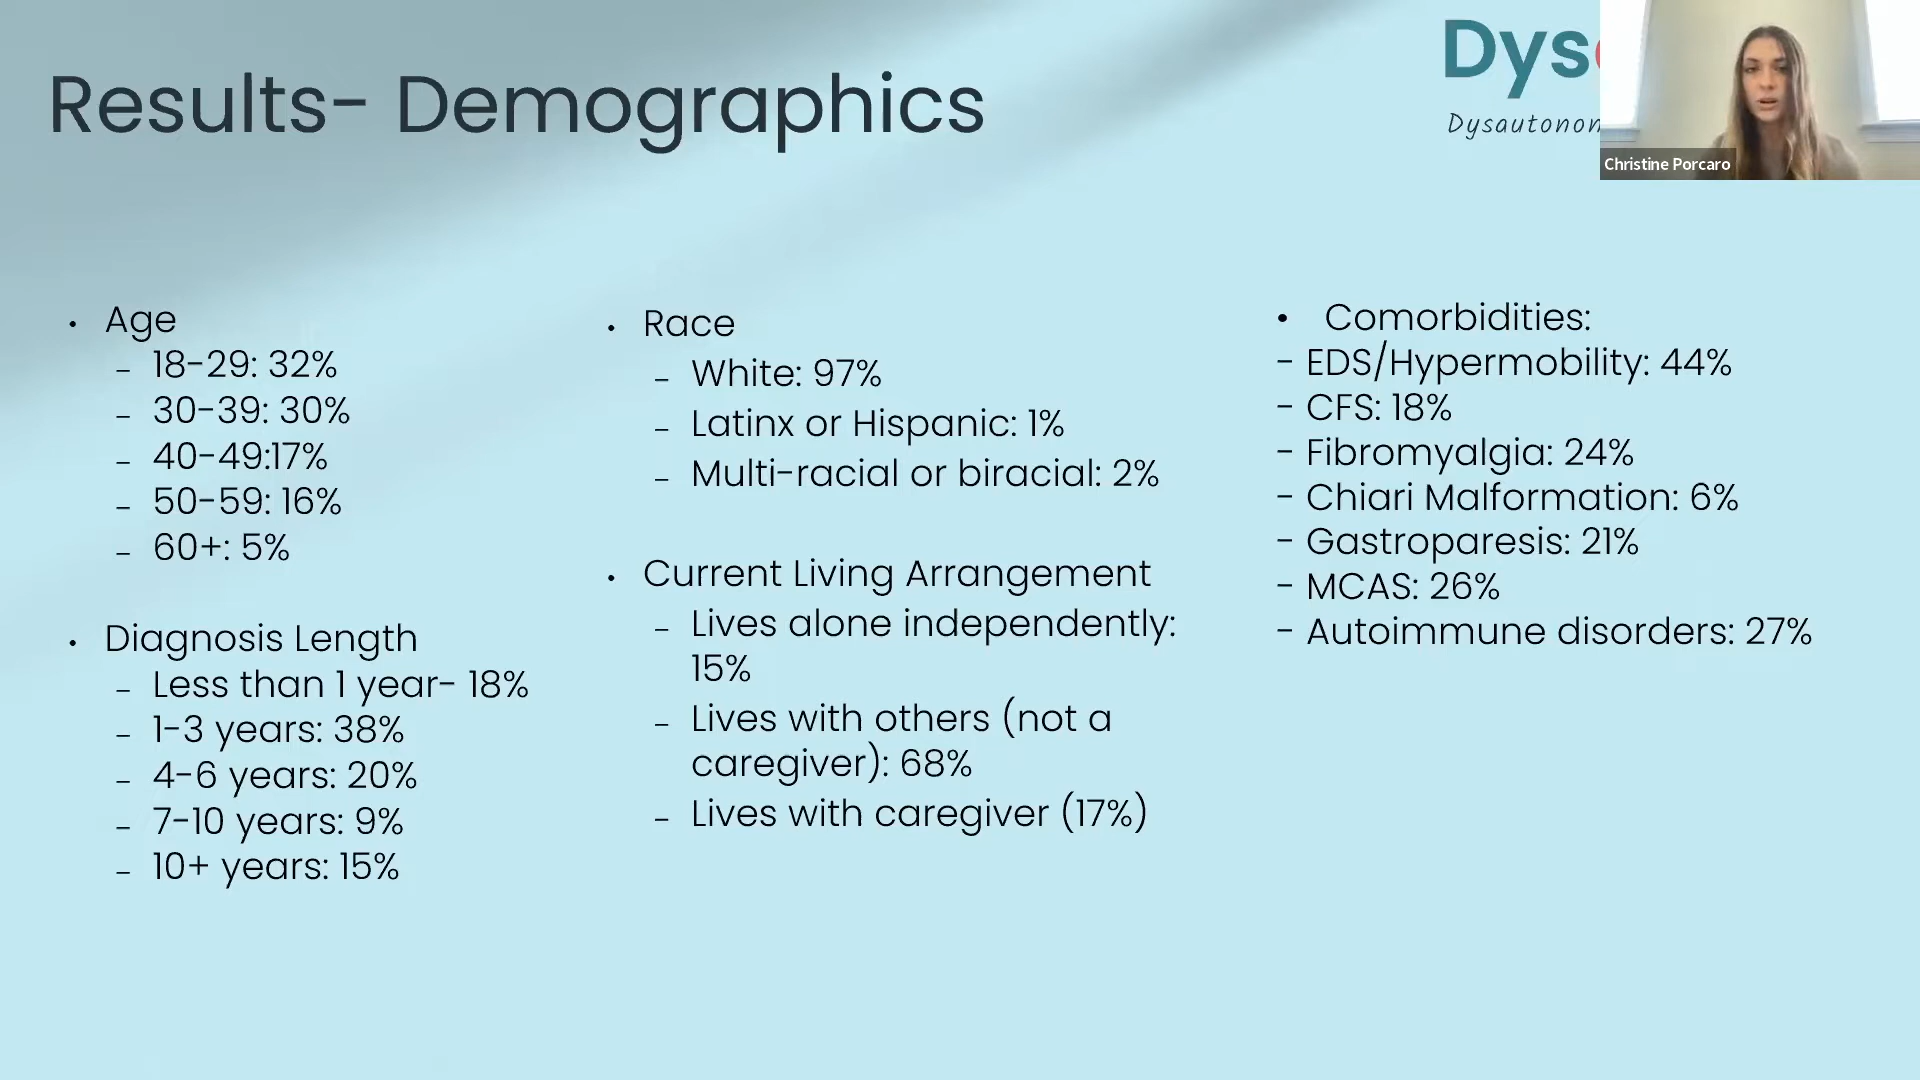 Results- Demographics
Dys
Dysautonom
Christine Porcaro
• Age
– 18-29: 32%
– 30-39: 30%
– 40-49:17%
– 50-59: 16%
– 60+: 5%
• Diagnosis Length
– Less than 1 year- 18%
– 1-3 years: 38%
– 4-6 years: 20%
– 7-10 years: 9%
– 10+ years: 15%
• Race
– White: 97%
– Latinx or Hispanic: 1%
– Multi-racial or biracial: 2%
• Current Living Arrangement
– Lives alone independently:
15%
– Lives with others (not a
caregiver): 68%
– Lives with caregiver (17%)
• Comorbidities:
- EDS/Hypermobility: 44%
- CFS: 18%
- Fibromyalgia: 24%
- Chiari Malformation: 6%
- Gastroparesis: 21%
- MCAS: 26%
- Autoimmune disorders: 27%